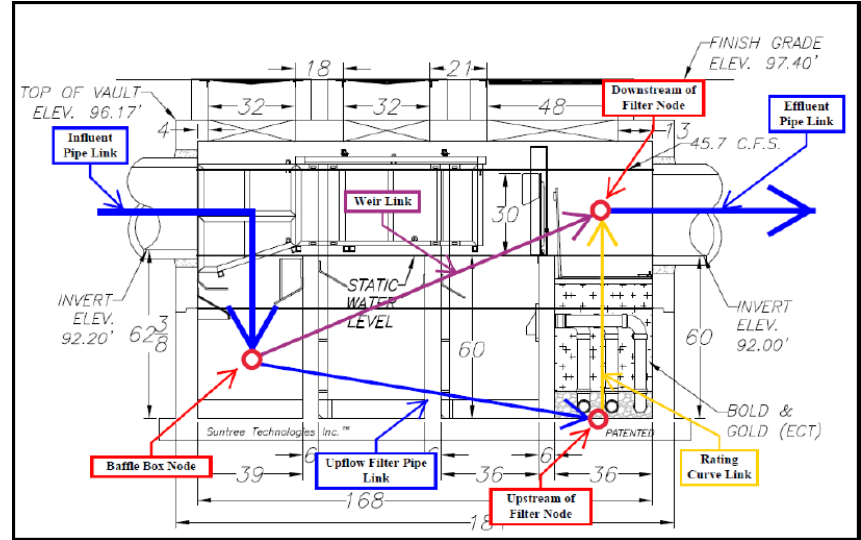 18
21
FINISH GRADE
ELEV. 97.40'
TOP OF VAULT
ELEV. 96.17'
32
32
48
Downstream of
Filter Node
Effluent
Pipe Link
4
13
Influent
Pipe Link
45.7 C.F.S.
Weir Link
30
STATIC
WATER
LEVEL
INVERT
ELEV.
92.20'
62 3/8
60
4
INVERT
ELEV.
92.00'
60
BOLD &
GOLD (ECT)
Suntree Technologies Inc.™
PATENTED
Baffle Box Node
6
39
Upflow Filter Pipe
Link
6
36
6
36
Rating
Curve Link
168
Upstream of
Filter Node